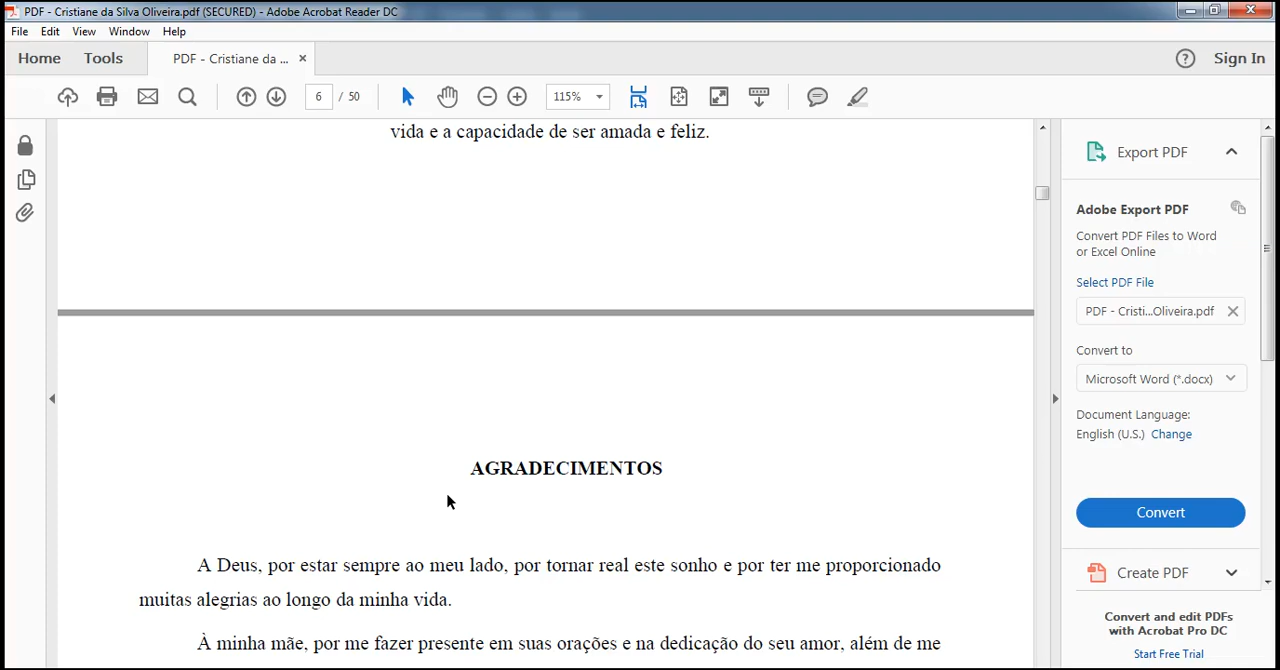 PDF - Cristiane da Silva Oliveira.pdf (SECURED) - Adobe Acrobat Reader DC
File Edit View Window Help
Home Tools PDF - Cristiane da ... × ? Sign In
6 / 50 115%
vida e a capacidade de ser amada e feliz.
AGRADECIMENTOS
A Deus, por estar sempre ao meu lado, por tornar real este sonho e por ter me proporcionado
muitas alegrias ao longo da minha vida.
À minha mãe, por me fazer presente em suas orações e na dedicação do seu amor, além de me
Export PDF
Adobe Export PDF
Convert PDF Files to Word
or Excel Online
Select PDF File
PDF - Cristi...Oliveira.pdf
Convert to
Microsoft Word (*.docx)
Document Language:
English (U.S.) Change
Convert
Create PDF
Convert and edit PDFs
with Acrobat Pro DC
Start Free Trial